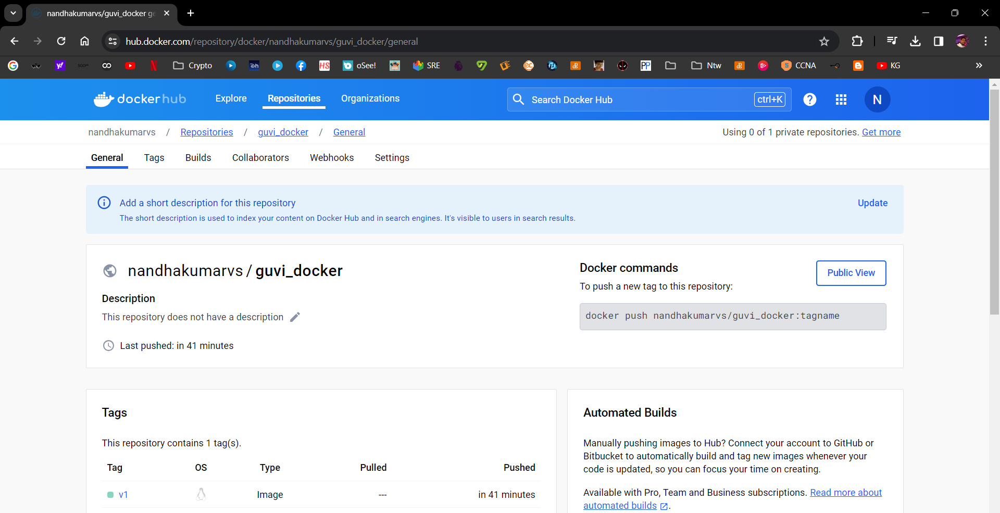 nandhakumarvs/guvi_docker ge
hub.docker.com/repository/docker/nandhakumarvs/guvi_docker/general
Crypto
oSee!
SRE
Ntw
CCNA
KG
docker hub
Explore
Repositories
Organizations
Search Docker Hub
ctrl+K
N
nandhakumarvs / Repositories / guvi_docker / General
Using 0 of 1 private repositories. Get more
General
Tags
Builds
Collaborators
Webhooks
Settings
Add a short description for this repository
Update
The short description is used to index your content on Docker Hub and in search engines. It's visible to users in search results.
nandhakumarvs / guvi_docker
Description
This repository does not have a description
Last pushed: in 41 minutes
Docker commands
Public View
To push a new tag to this repository:
docker push nandhakumarvs/guvi_docker:tagname
Tags
This repository contains 1 tag(s).
Tag OS Type Pulled Pushed
v1 Image --- in 41 minutes
Automated Builds
Manually pushing images to Hub? Connect your account to GitHub or
Bitbucket to automatically build and tag new images whenever your
code is updated, so you can focus your time on creating.
Available with Pro, Team and Business subscriptions. Read more about
automated builds .